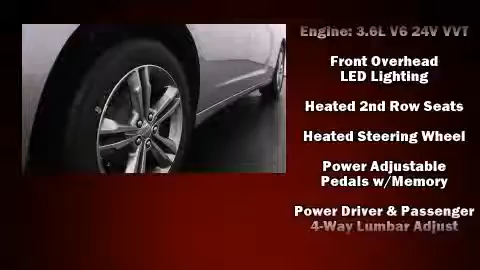 Engine: 3.6L V6 24V VVT
Front Overhead
LED Lighting
Heated 2nd Row Seats
Heated Steering Wheel
Power Adjustable
Pedals w/Memory
Power Driver & Passenger
4-Way Lumbar Adjust